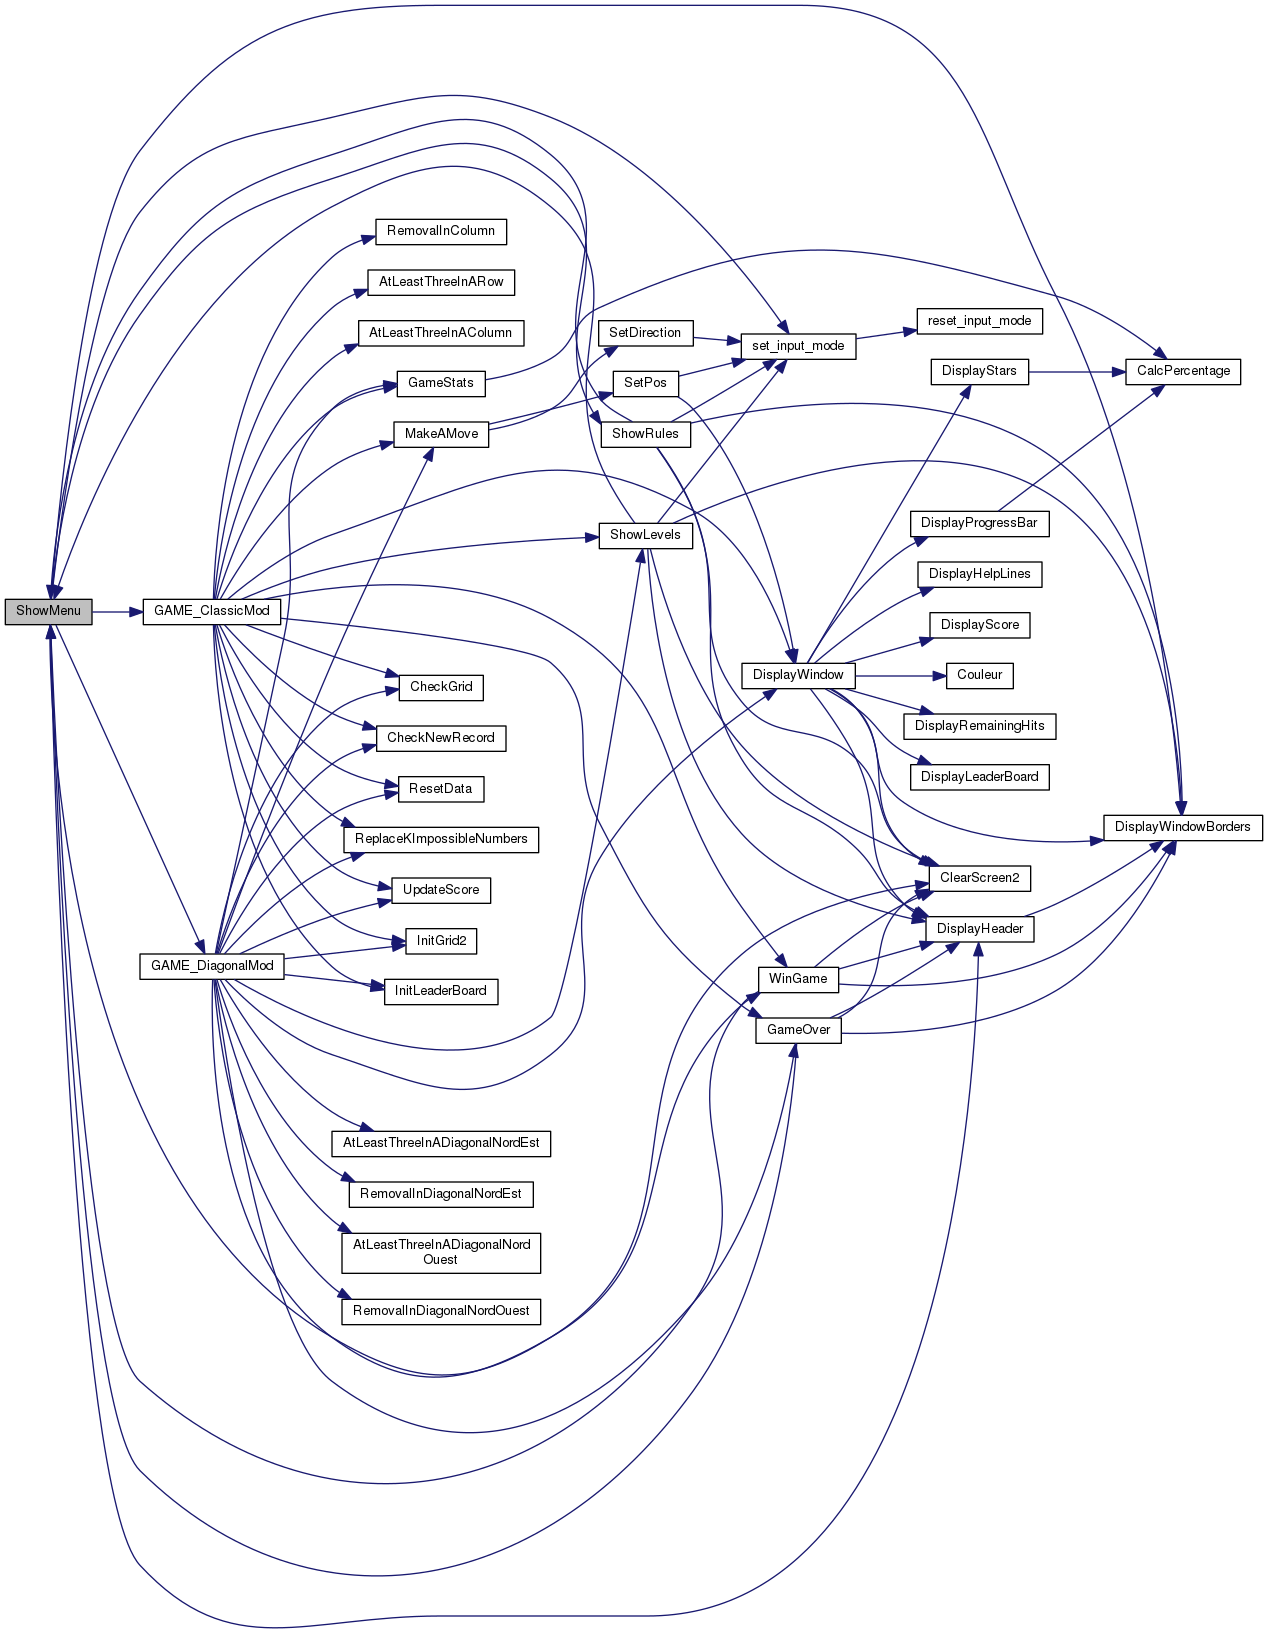 RemovalInColumn
AtLeastThreeInARow
reset_input_mode
AtLeastThreeInAColumn
SetDirection
set_input_mode
DisplayStars
CalcPercentage
GameStats
SetPos
MakeAMove
ShowRules
DisplayProgressBar
ShowLevels
DisplayHelpLines
ShowMenu
GAME_ClassicMod
DisplayScore
DisplayWindow
Couleur
CheckGrid
DisplayRemainingHits
CheckNewRecord
DisplayLeaderBoard
ResetData
DisplayWindowBorders
ReplaceKImpossibleNumbers
ClearScreen2
UpdateScore
DisplayHeader
InitGrid2
GAME_DiagonalMod
WinGame
InitLeaderBoard
GameOver
AtLeastThreeInADiagonalNordEst
RemovalInDiagonalNordEst
AtLeastThreeInADiagonalNord
Ouest
RemovalInDiagonalNordOuest